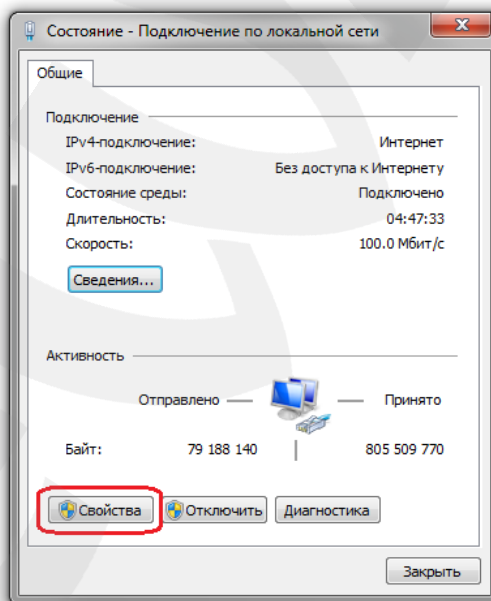 Состояние - Подключение по локальной сети
Общие
Подключение
IPv4-подключение: Интернет
IPv6-подключение: Без доступа к Интернету
Состояние среды: Подключено
Длительность: 04:47:33
Скорость: 100.0 Мбит/с
Сведения...
Активность
Отправлено — — Принято
Байт: 79 188 140 | 805 509 770
Свойства Отключить Диагностика
Закрыть